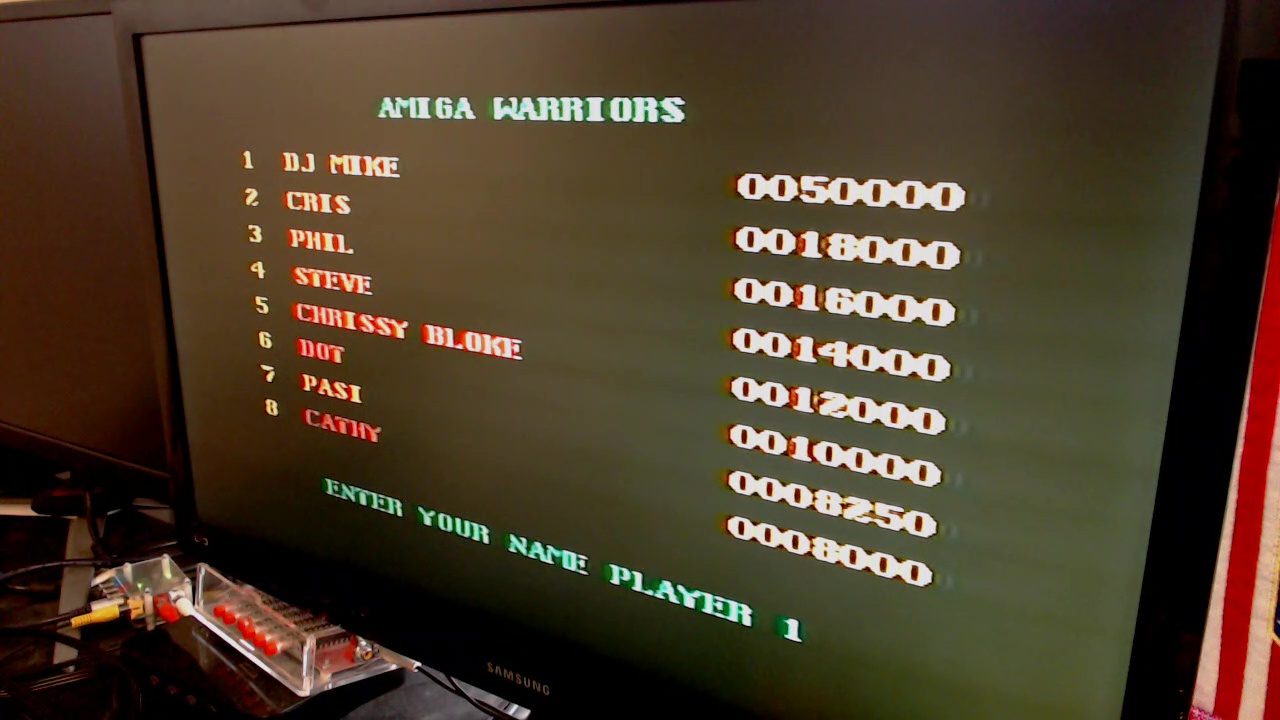 AMIGA WARRIORS
1 DJ MIKE 0050000
2 CRIS 0018000
3 PHIL 0016000
4 STEVE 0014000
5 CHRISSY BLOKE 0012000
6 DOT 0010000
7 PASI 0008250
8 CATHY 0008000
ENTER YOUR NAME PLAYER 1
SAMSUNG